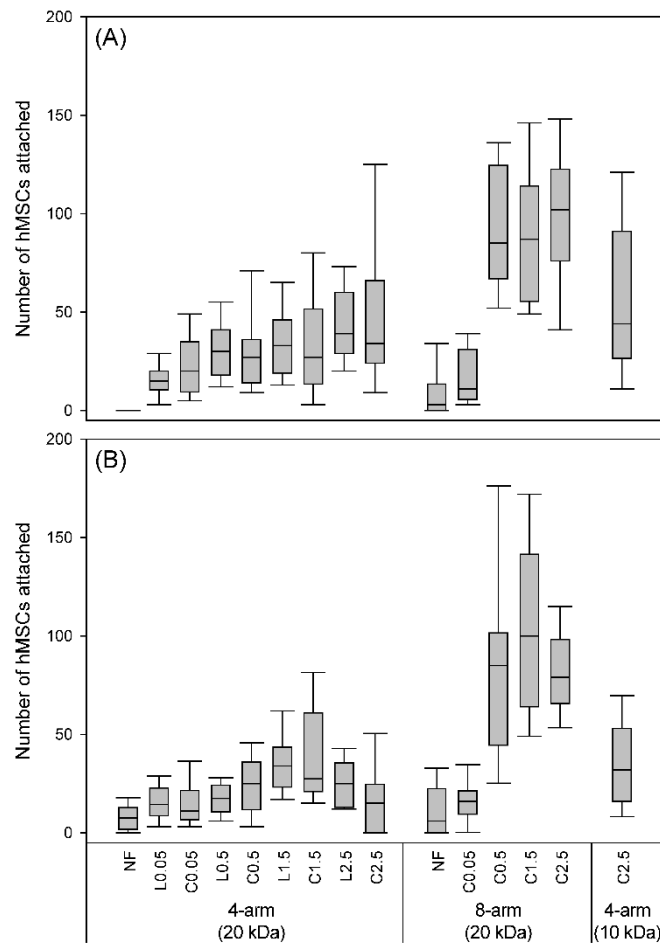 (A)
200
150
100
50
0
Number of hMSCs attached
(B)
200
150
100
50
0
Number of hMSCs attached
NF L0.05 C0.05 L0.5 C0.5 L1.5 C1.5 L2.5 C2.5 NF C0.05 C0.5 C1.5 C2.5 C2.5
4-arm 8-arm 4-arm
(20 kDa) (20 kDa) (10 kDa)